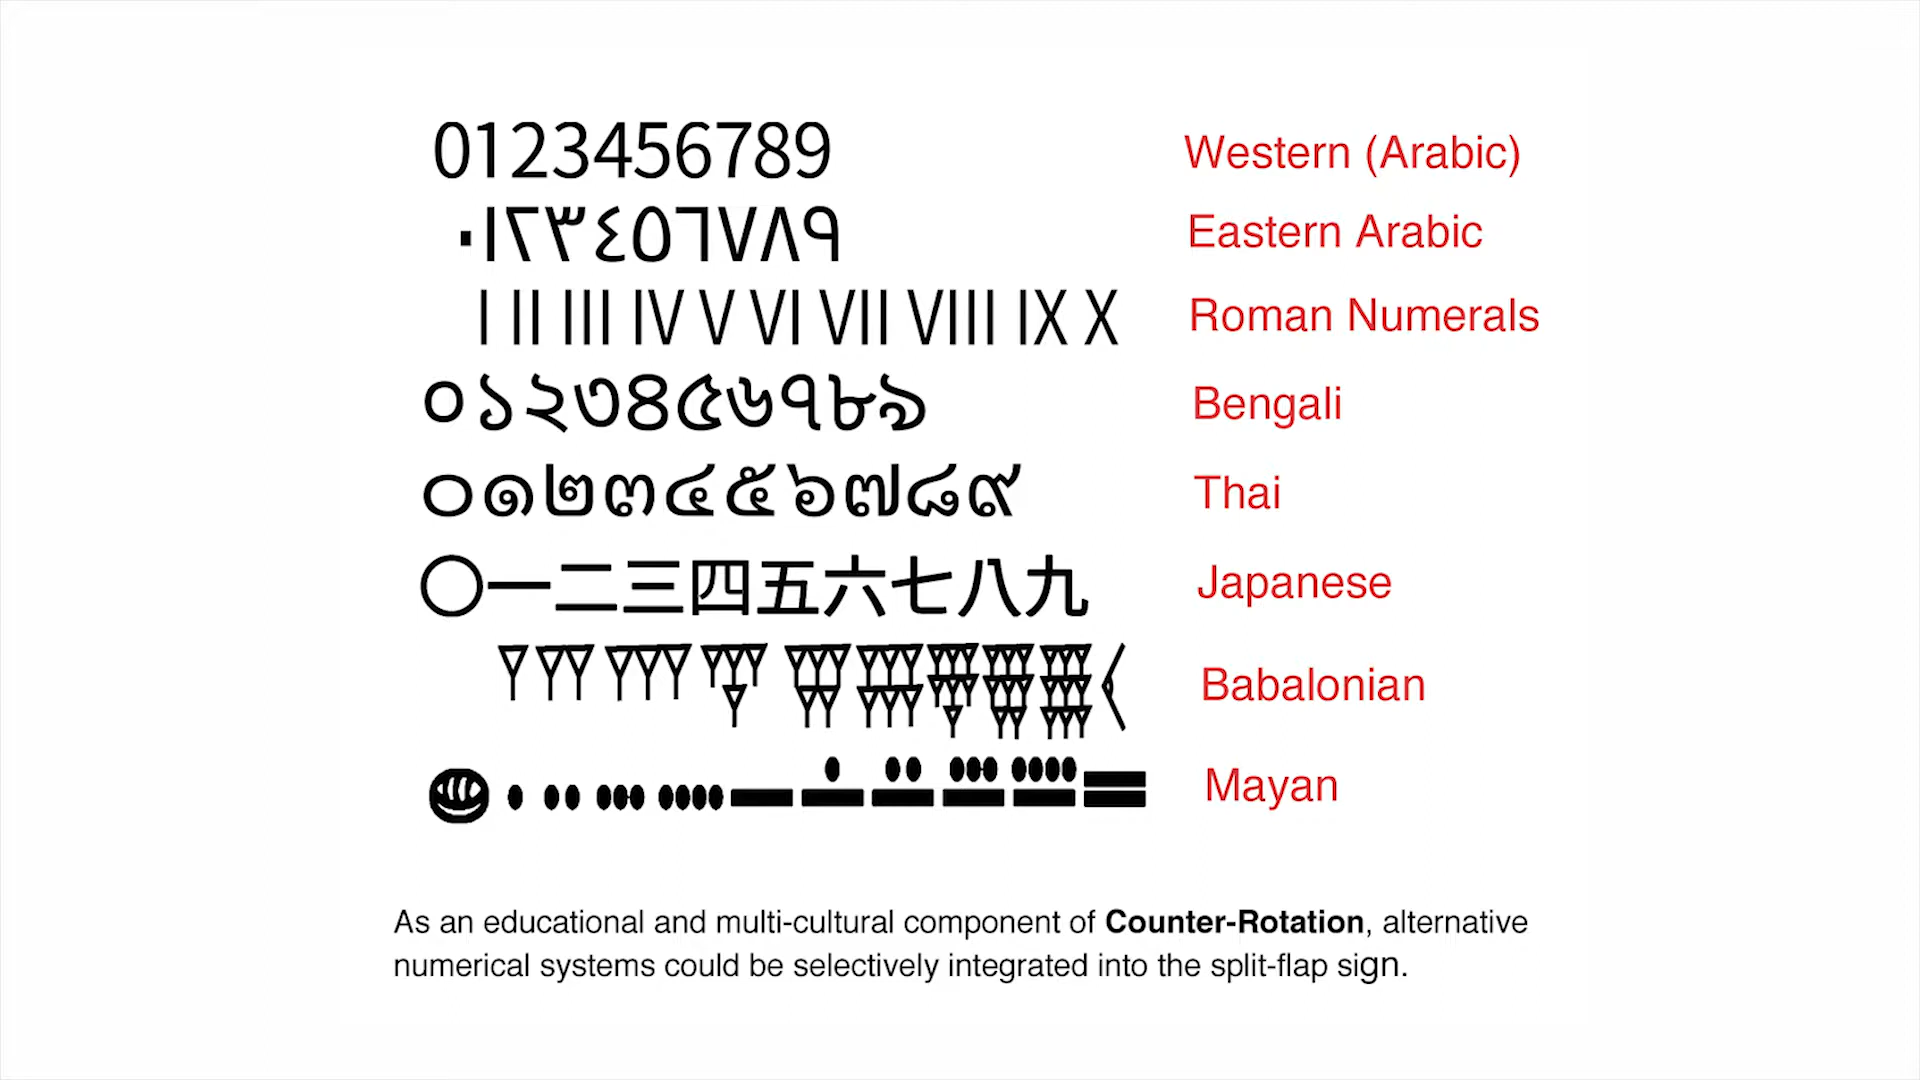 0123456789 Western (Arabic)
٠١٢٣٤٥٦٧٨٩ Eastern Arabic
I II III IV V VI VII VIII IX X Roman Numerals
০১২৩৪৫৬৭৮৯ Bengali
๐๑๒๓๔๕๖๗๘๙ Thai
〇一二三四五六七八九 Japanese
𒁹 𒈫 𒐈 𒐉 𒐊 𒐋 𒐌 𒐍 𒐎 𒌋 Babalonian
𝋠 𝋡 𝋢 𝋣 𝋤 𝋥 𝋦 𝋧 𝋨 𝋩 𝋪 Mayan
As an educational and multi-cultural component of Counter-Rotation, alternative
numerical systems could be selectively integrated into the split-flap sign.